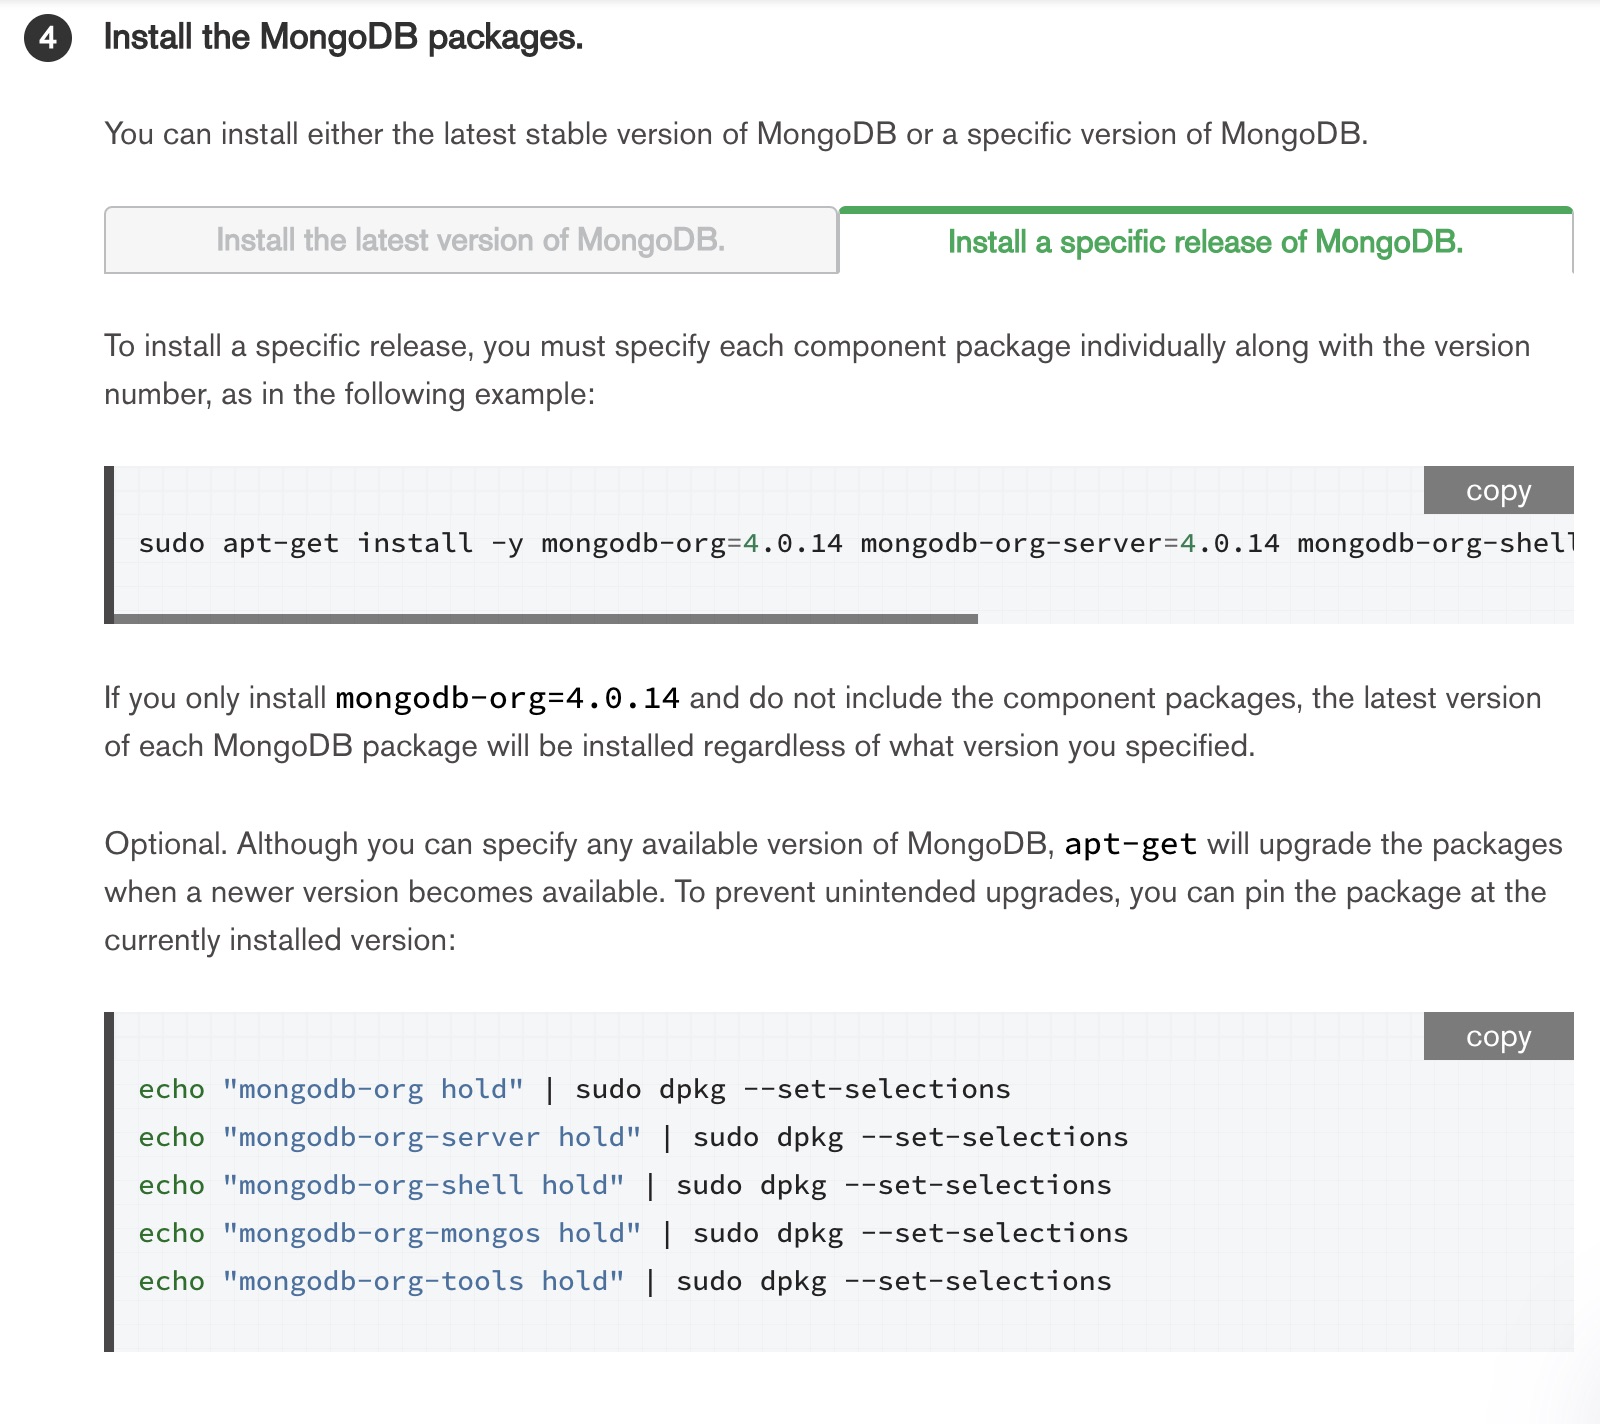 4 Install the MongoDB packages.
You can install either the latest stable version of MongoDB or a specific version of MongoDB.
Install the latest version of MongoDB. Install a specific release of MongoDB.
To install a specific release, you must specify each component package individually along with the version
number, as in the following example:
copy
sudo apt-get install -y mongodb-org=4.0.14 mongodb-org-server=4.0.14 mongodb-org-shell
If you only install mongodb-org=4.0.14 and do not include the component packages, the latest version
of each MongoDB package will be installed regardless of what version you specified.
Optional. Although you can specify any available version of MongoDB, apt-get will upgrade the packages
when a newer version becomes available. To prevent unintended upgrades, you can pin the package at the
currently installed version:
copy
echo "mongodb-org hold" | sudo dpkg --set-selections
echo "mongodb-org-server hold" | sudo dpkg --set-selections
echo "mongodb-org-shell hold" | sudo dpkg --set-selections
echo "mongodb-org-mongos hold" | sudo dpkg --set-selections
echo "mongodb-org-tools hold" | sudo dpkg --set-selections